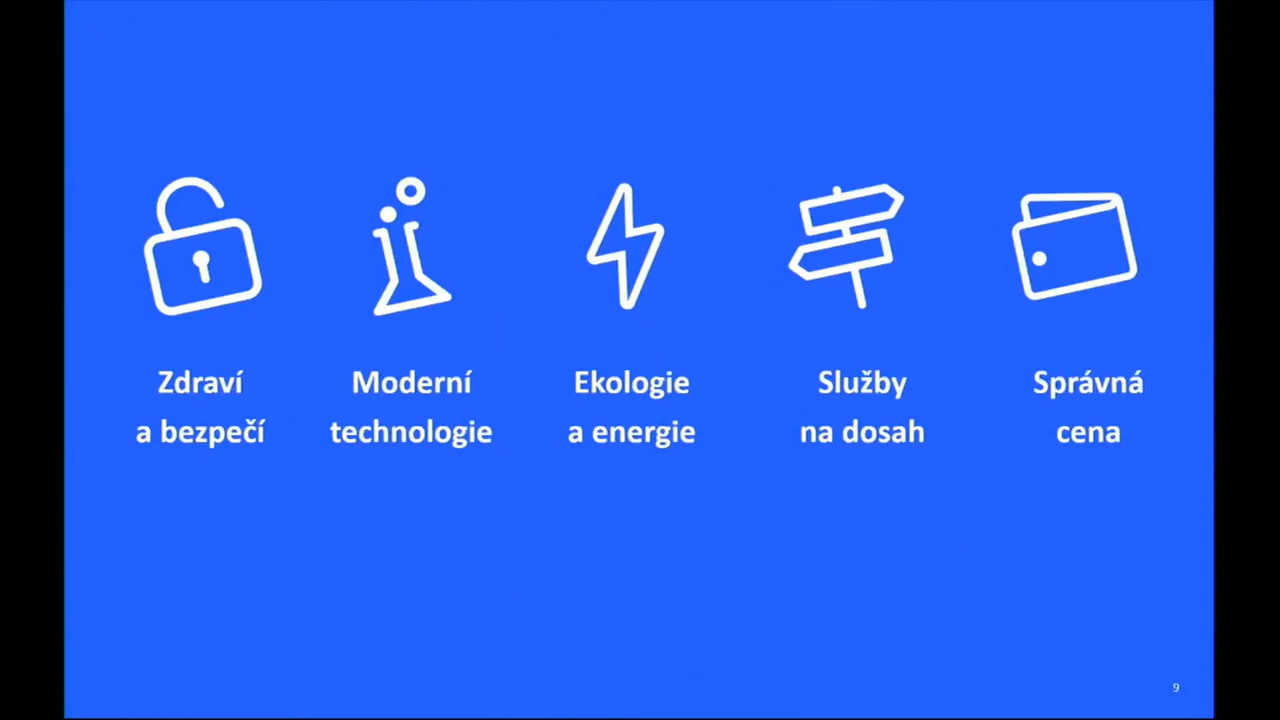 Zdraví
a bezpečí
Moderní
technologie
Ekologie
a energie
Služby
na dosah
Správná
cena
9